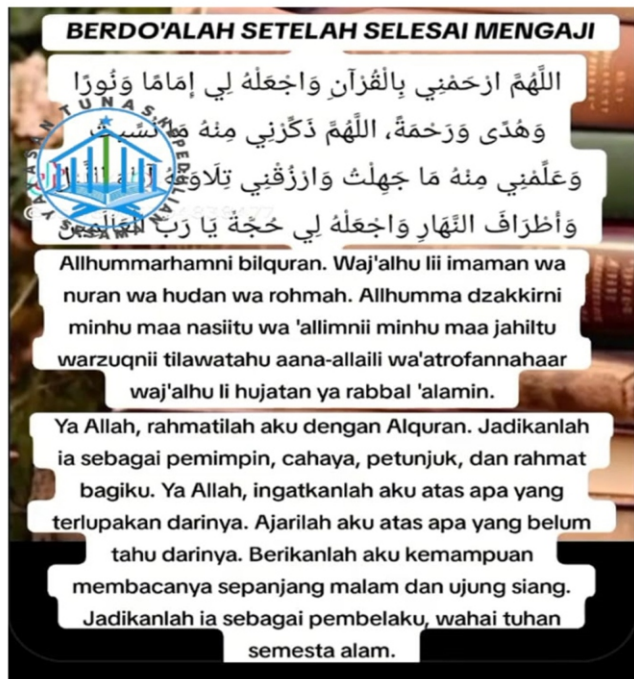 BERDO'ALAH SETELAH SELESAI MENGAJI
اللَّهُمَّ ارْحَمْنِي بِالْقُرْآنِ وَاجْعَلْهُ لِي إِمَامًا وَنُورًا
وَهُدًى وَرَحْمَةً، اللَّهُمَّ ذَكِّرْنِي مِنْهُ مَا نَسِيتُ
وَعَلِّمْنِي مِنْهُ مَا جَهِلْتُ وَارْزُقْنِي تِلَاوَتَهُ
وَأَطْرَافَ النَّهَارِ وَاجْعَلْهُ لِي حُجَّةً يَا رَبَّ الْعَالَمِينَ
Allhummarhamni bilquran. Waj'alhu lii imaman wa
nuran wa hudan wa rohmah. Allhumma dzakkirni
minhu maa nasiitu wa 'allimnii minhu maa jahiltu
warzuqnii tilawatahu aana-allaili wa'atrofannahaar
waj'alhu li hujatan ya rabbal 'alamin.
Ya Allah, rahmatilah aku dengan Alquran. Jadikanlah
ia sebagai pemimpin, cahaya, petunjuk, dan rahmat
bagiku. Ya Allah, ingatkanlah aku atas apa yang
terlupakan darinya. Ajarilah aku atas apa yang belum
tahu darinya. Berikanlah aku kemampuan
membacanya sepanjang malam dan ujung siang.
Jadikanlah ia sebagai pembelaku, wahai tuhan
semesta alam.